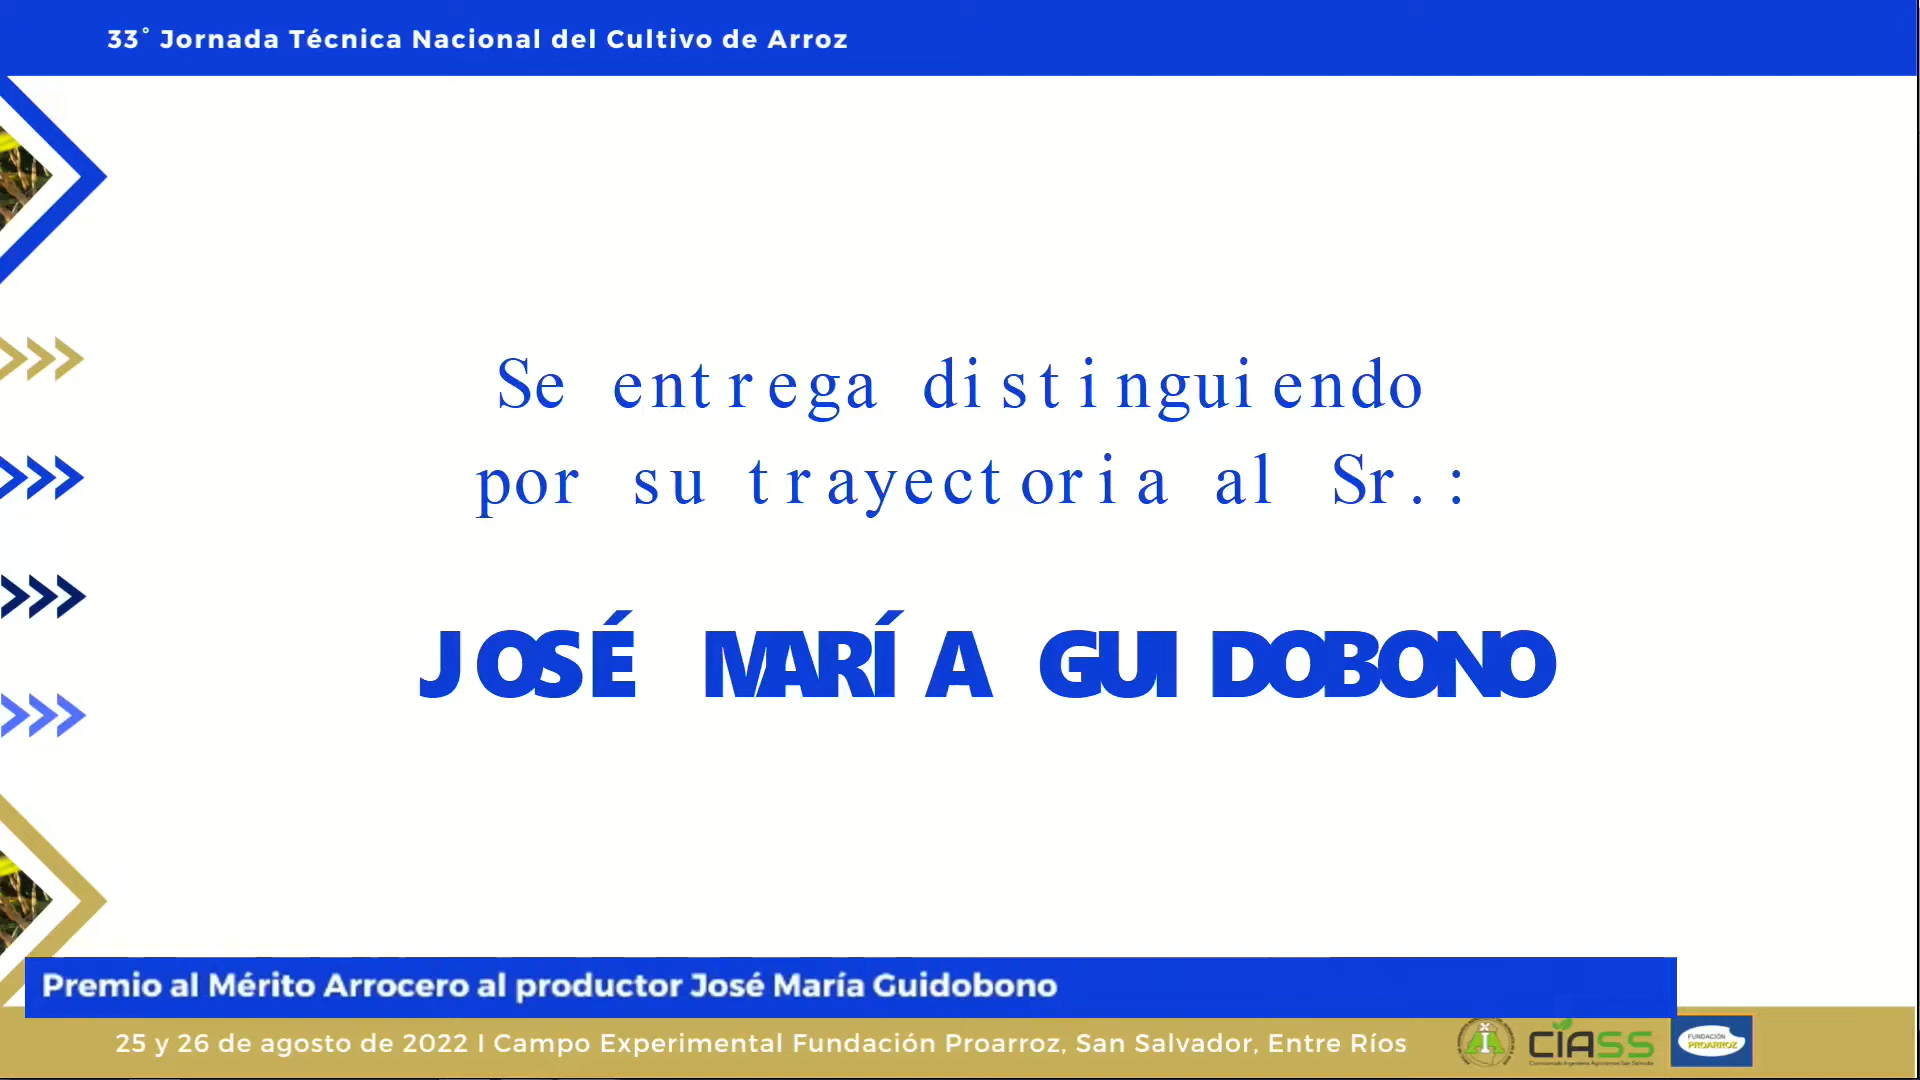 33° Jornada Técnica Nacional del Cultivo de Arroz
Se entrega distinguiendo
por su trayectoria al Sr.:
JOSÉ MARÍA GUIDOBONO
Premio al Mérito Arrocero al productor José María Guidobono
25 y 26 de agosto de 2022 I Campo Experimental Fundación Proarroz, San Salvador, Entre Ríos
CIASS
FUNDACIÓN
PROARROZ